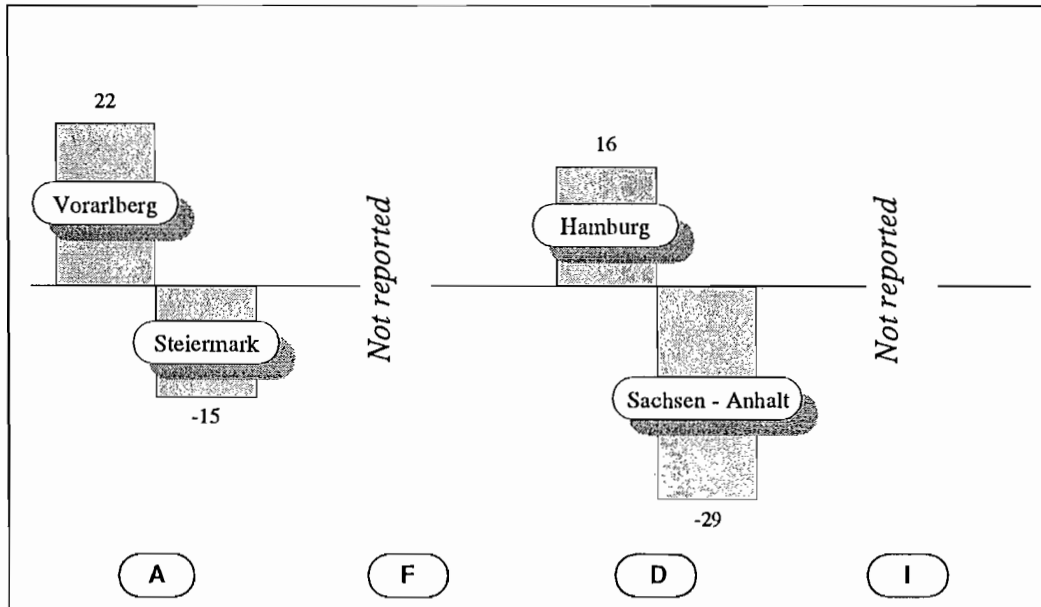 22
16
Vorarlberg
Hamburg
Not reported
Not reported
Steiermark
Sachsen - Anhalt
-15
-29
A
F
D
I